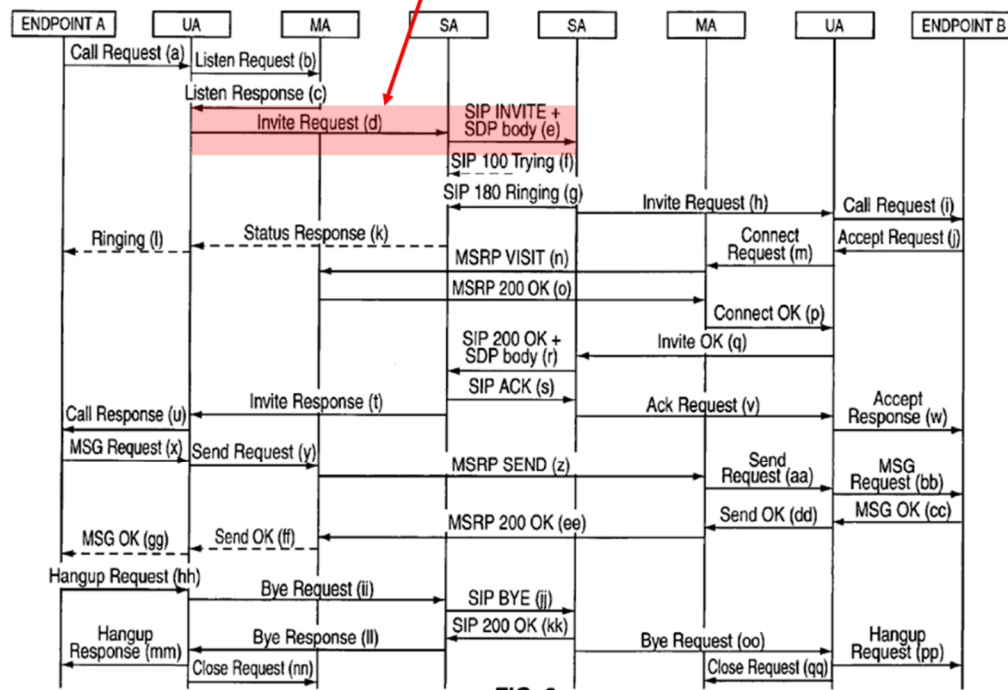 ENDPOINT A
UA
MA
SA
SA
MA
UA
ENDPOINT B
Call Request (a)
Listen Request (b)
Listen Response (c)
Invite Request (d)
SIP INVITE +
SDP body (e)
SIP 100 Trying (f)
SIP 180 Ringing (g)
Invite Request (h)
Call Request (i)
Accept Request (j)
Status Response (k)
Ringing (l)
Connect
Request (m)
MSRP VISIT (n)
MSRP 200 OK (o)
Connect OK (p)
Invite OK (q)
SIP 200 OK +
SDP body (r)
SIP ACK (s)
Invite Response (t)
Call Response (u)
Ack Request (v)
Accept
Response (w)
MSG Request (x)
Send Request (y)
MSRP SEND (z)
Send
Request (aa)
MSG
Request (bb)
MSG OK (cc)
Send OK (dd)
MSRP 200 OK (ee)
Send OK (ff)
MSG OK (gg)
Hangup Request (hh)
Bye Request (ii)
SIP BYE (jj)
SIP 200 OK (kk)
Bye Response (ll)
Hangup
Response (mm)
Close Request (nn)
Bye Request (oo)
Hangup
Request (pp)
Close Request (qq)